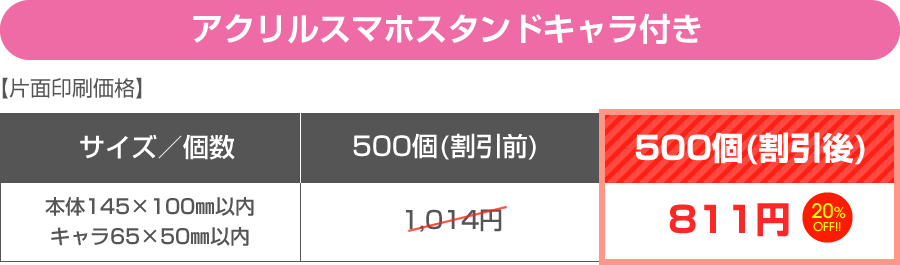 アクリルスマホスタンドキャラ付き
【片面印刷価格】
サイズ／個数
500個(割引前)
500個(割引後)
本体145×100㎜以内
キャラ65×50㎜以内
1,014円
811円
20%
OFF!!